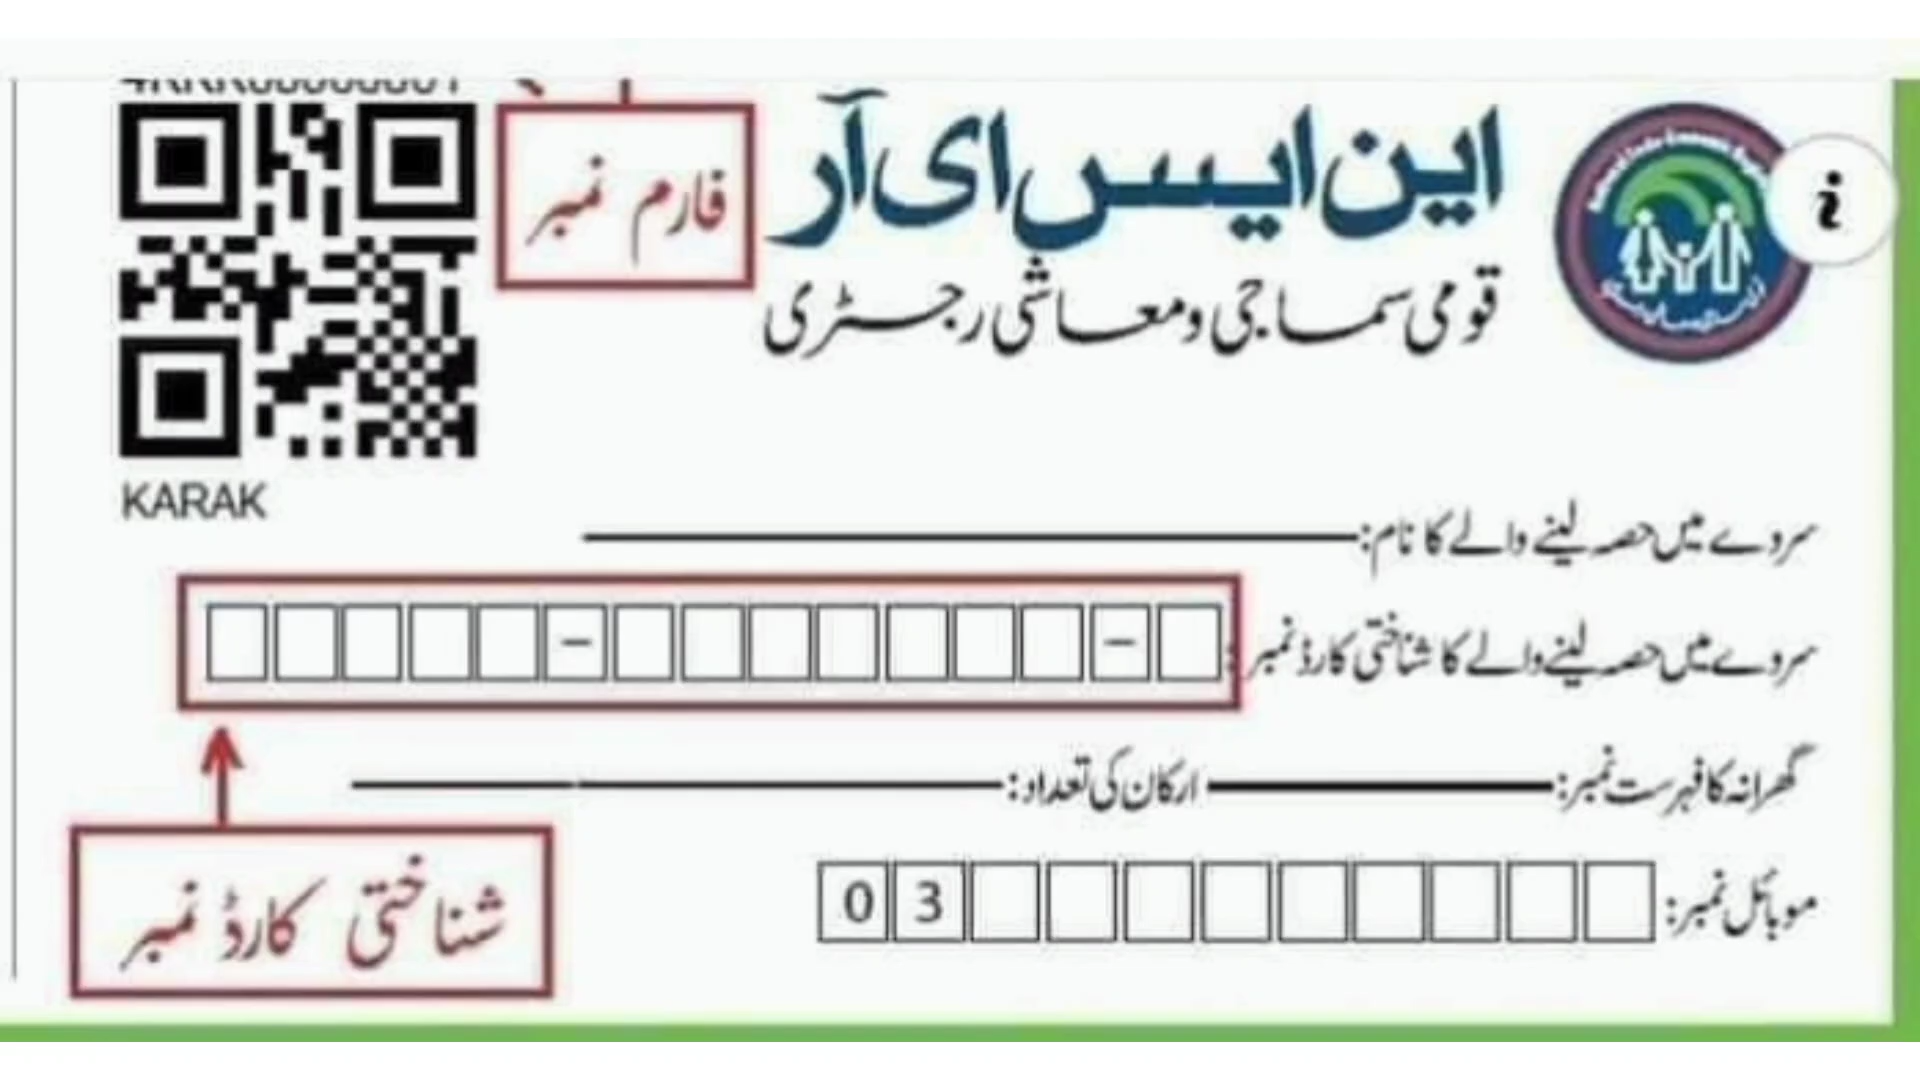 این ایس ای آر
قومی سماجی و معاشی رجسٹری
فارم نمبر
KARAK
سروے میں حصہ لینے والے کا نام:
سروے میں حصہ لینے والے کا شناختی کارڈ نمبر:
گھرانہ کا فہرست نمبر: ارکان کی تعداد:
موبائل نمبر: 03
شناختی کارڈ نمبر
i